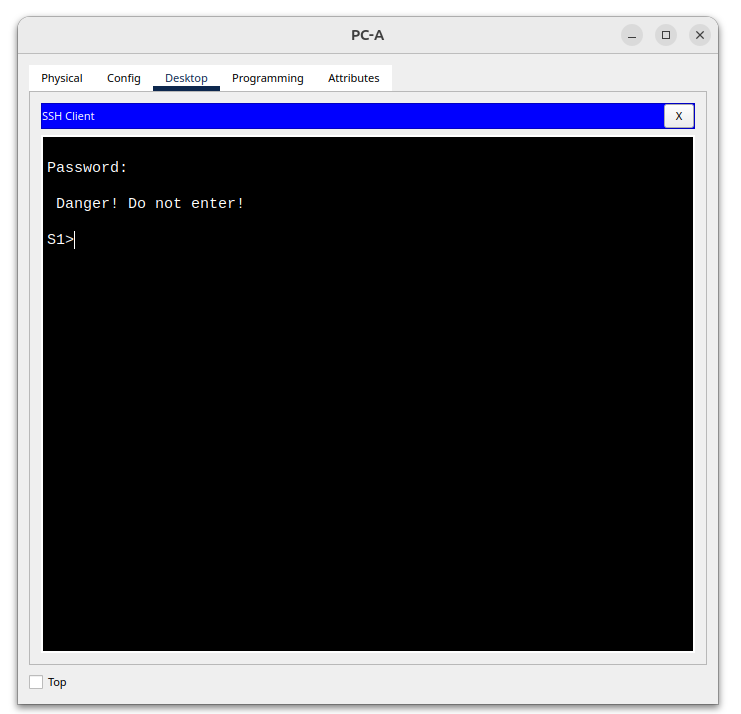 PC-A
Physical Config Desktop Programming Attributes
SSH Client X
Password:
Danger! Do not enter!
S1>
Top